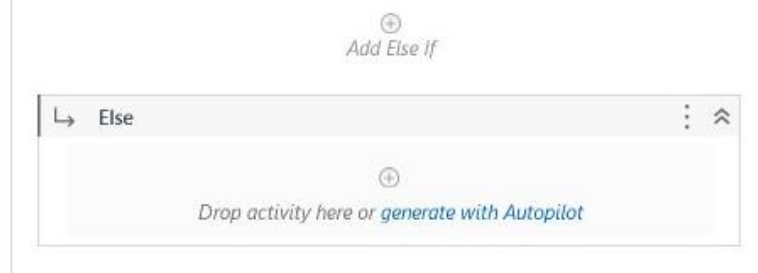 Add Else If
Else
Drop activity here or generate with Autopilot